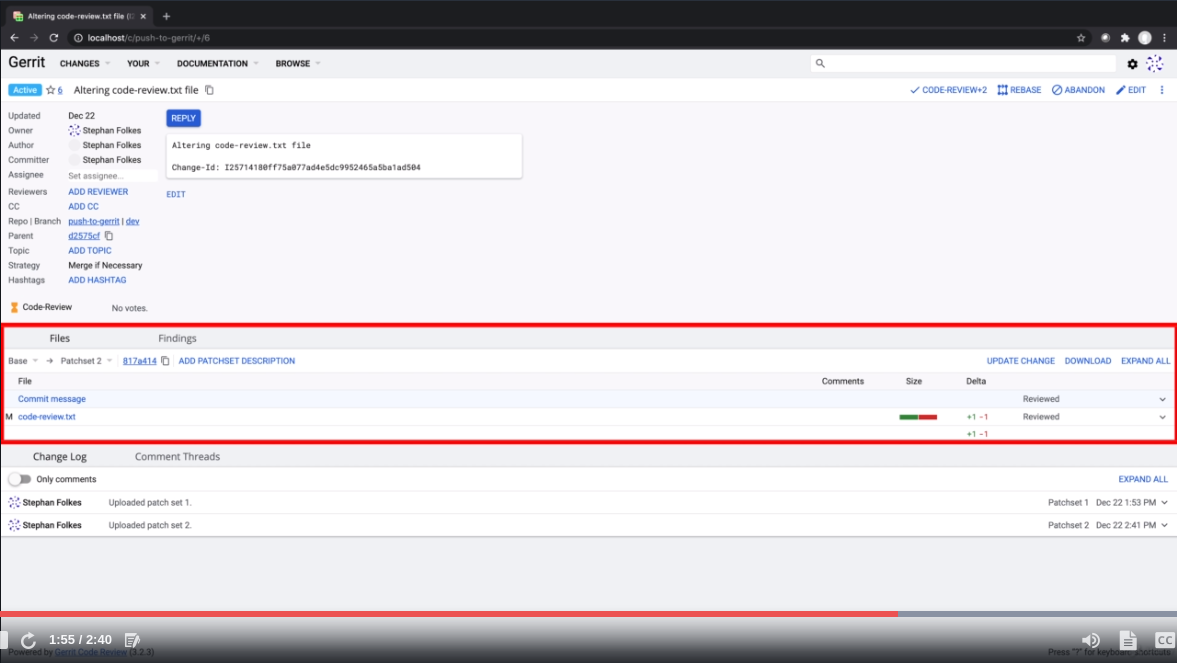 Altering code-review.txt file (
localhost/c/push-to-gerrit/+/6
Gerrit CHANGES YOUR DOCUMENTATION BROWSE
Active 6 Altering code-review.txt file CODE-REVIEW+2 REBASE ABANDON EDIT
Updated Dec 22 REPLY
Owner Stephan Folkes
Author Stephan Folkes Altering code-review.txt file
Committer Stephan Folkes
Change-Id: I25714180ff75a077ad4e5dc9952465a5ba1ad504
Assignee Set assignee...
Reviewers ADD REVIEWER EDIT
CC ADD CC
Repo | Branch push-to-gerrit | dev
Parent d2575cf
Topic ADD TOPIC
Strategy Merge if Necessary
Hashtags ADD HASHTAG
Code-Review No votes.
Files Findings
Base → Patchset 2 817a414 ADD PATCHSET DESCRIPTION UPDATE CHANGE DOWNLOAD EXPAND ALL
File Comments Size Delta
Commit message Reviewed
M code-review.txt +1 -1 Reviewed
+1 -1
Change Log Comment Threads
Only comments EXPAND ALL
Stephan Folkes Uploaded patch set 1. Patchset 1 Dec 22 1:53 PM
Stephan Folkes Uploaded patch set 2. Patchset 2 Dec 22 2:41 PM
1:55 / 2:40 CC
Powered by Gerrit Code Review (3.2.3) Press "?" for keyboard shortcuts